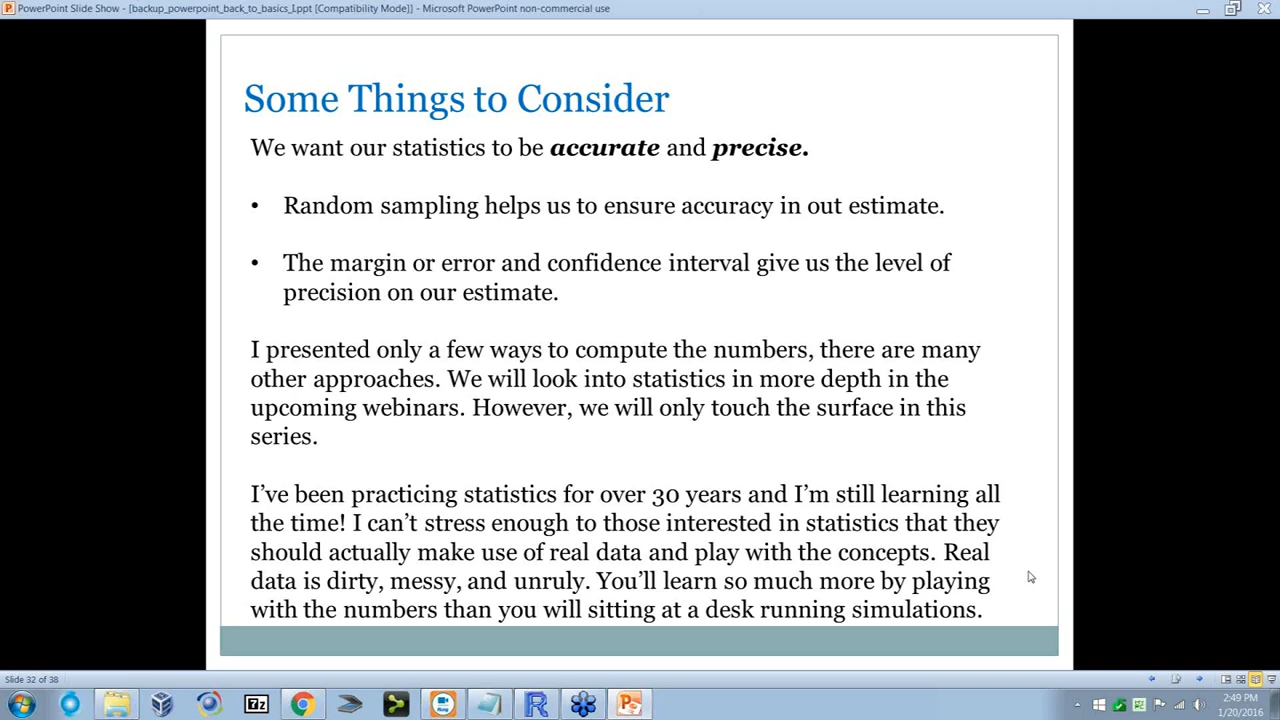 PowerPoint Slide Show - [backup_powerpoint_back_to_basics_I.ppt [Compatibility Mode]] - Microsoft PowerPoint non-commercial use
Some Things to Consider
We want our statistics to be accurate and precise.
• Random sampling helps us to ensure accuracy in out estimate.
• The margin or error and confidence interval give us the level of
precision on our estimate.
I presented only a few ways to compute the numbers, there are many
other approaches. We will look into statistics in more depth in the
upcoming webinars. However, we will only touch the surface in this
series.
I’ve been practicing statistics for over 30 years and I’m still learning all
the time! I can’t stress enough to those interested in statistics that they
should actually make use of real data and play with the concepts. Real
data is dirty, messy, and unruly. You’ll learn so much more by playing
with the numbers than you will sitting at a desk running simulations.
Slide 32 of 38
7z
R
2:49 PM
1/20/2016